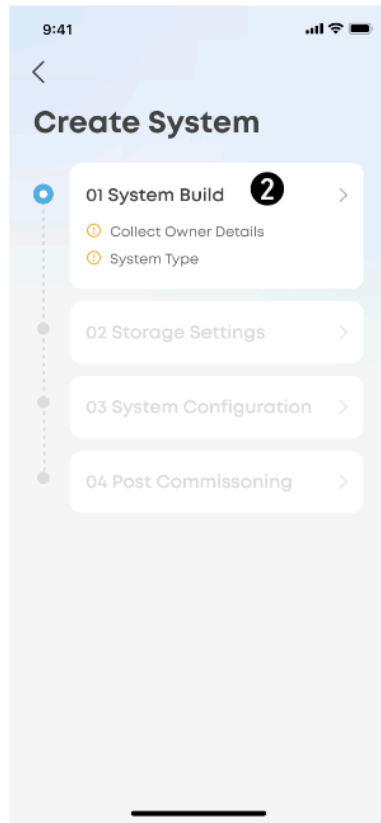 9:41
Create System
01 System Build 2
Collect Owner Details
System Type
02 Storage Settings
03 System Configuration
04 Post Commissoning